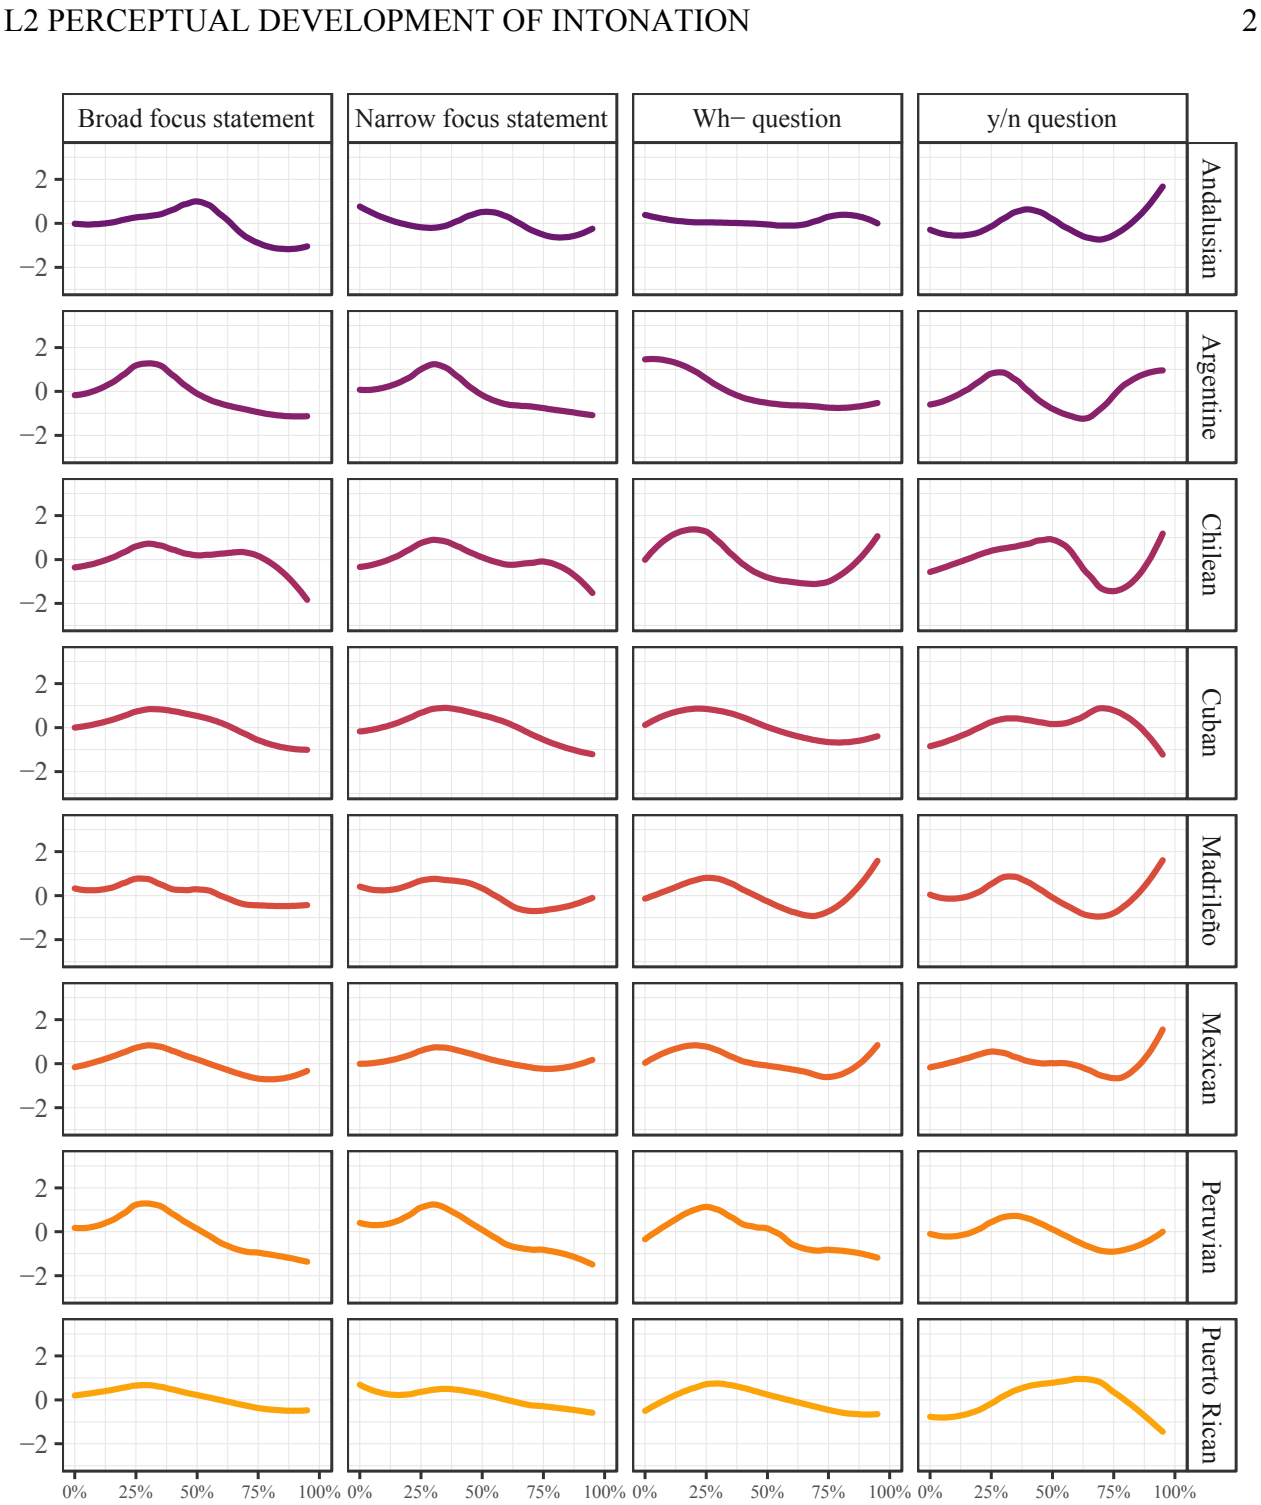 L2 PERCEPTUAL DEVELOPMENT OF INTONATION 2
Broad focus statement Narrow focus statement Wh− question y/n question
2
0
−2
Andalusian
2
0
−2
Argentine
2
0
−2
Chilean
2
0
−2
Cuban
2
0
−2
Madrileño
2
0
−2
Mexican
2
0
−2
Peruvian
2
0
−2
Puerto Rican
0% 25% 50% 75% 100% 0% 25% 50% 75% 100% 0% 25% 50% 75% 100% 0% 25% 50% 75% 100%